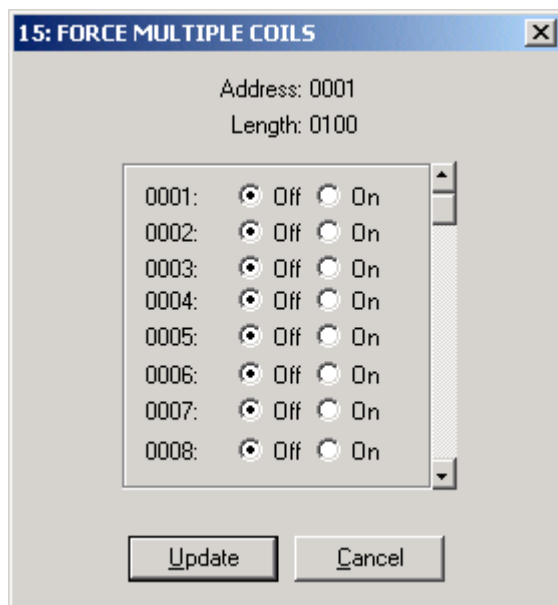 15: FORCE MULTIPLE COILS
Address: 0001
Length: 0100
0001: Off On
0002: Off On
0003: Off On
0004: Off On
0005: Off On
0006: Off On
0007: Off On
0008: Off On
Update Cancel